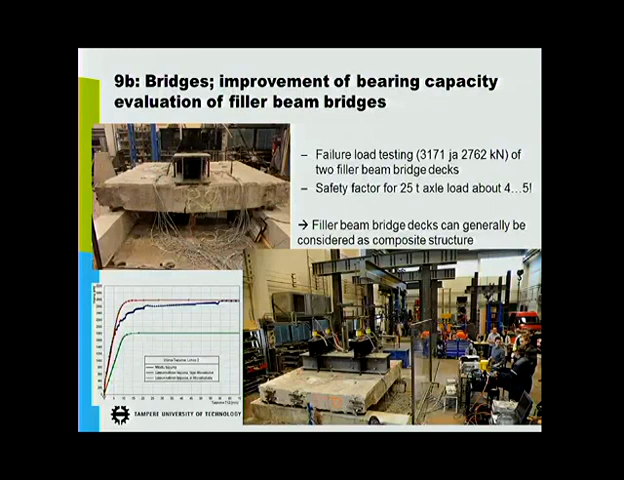 9b: Bridges; improvement of bearing capacity
evaluation of filler beam bridges
– Failure load testing (3171 ja 2762 kN) of
two filler beam bridge decks
– Safety factor for 25 t axle load about 4…5!
→ Filler beam bridge decks can generally be
considered as composite structure
TAMPERE UNIVERSITY OF TECHNOLOGY